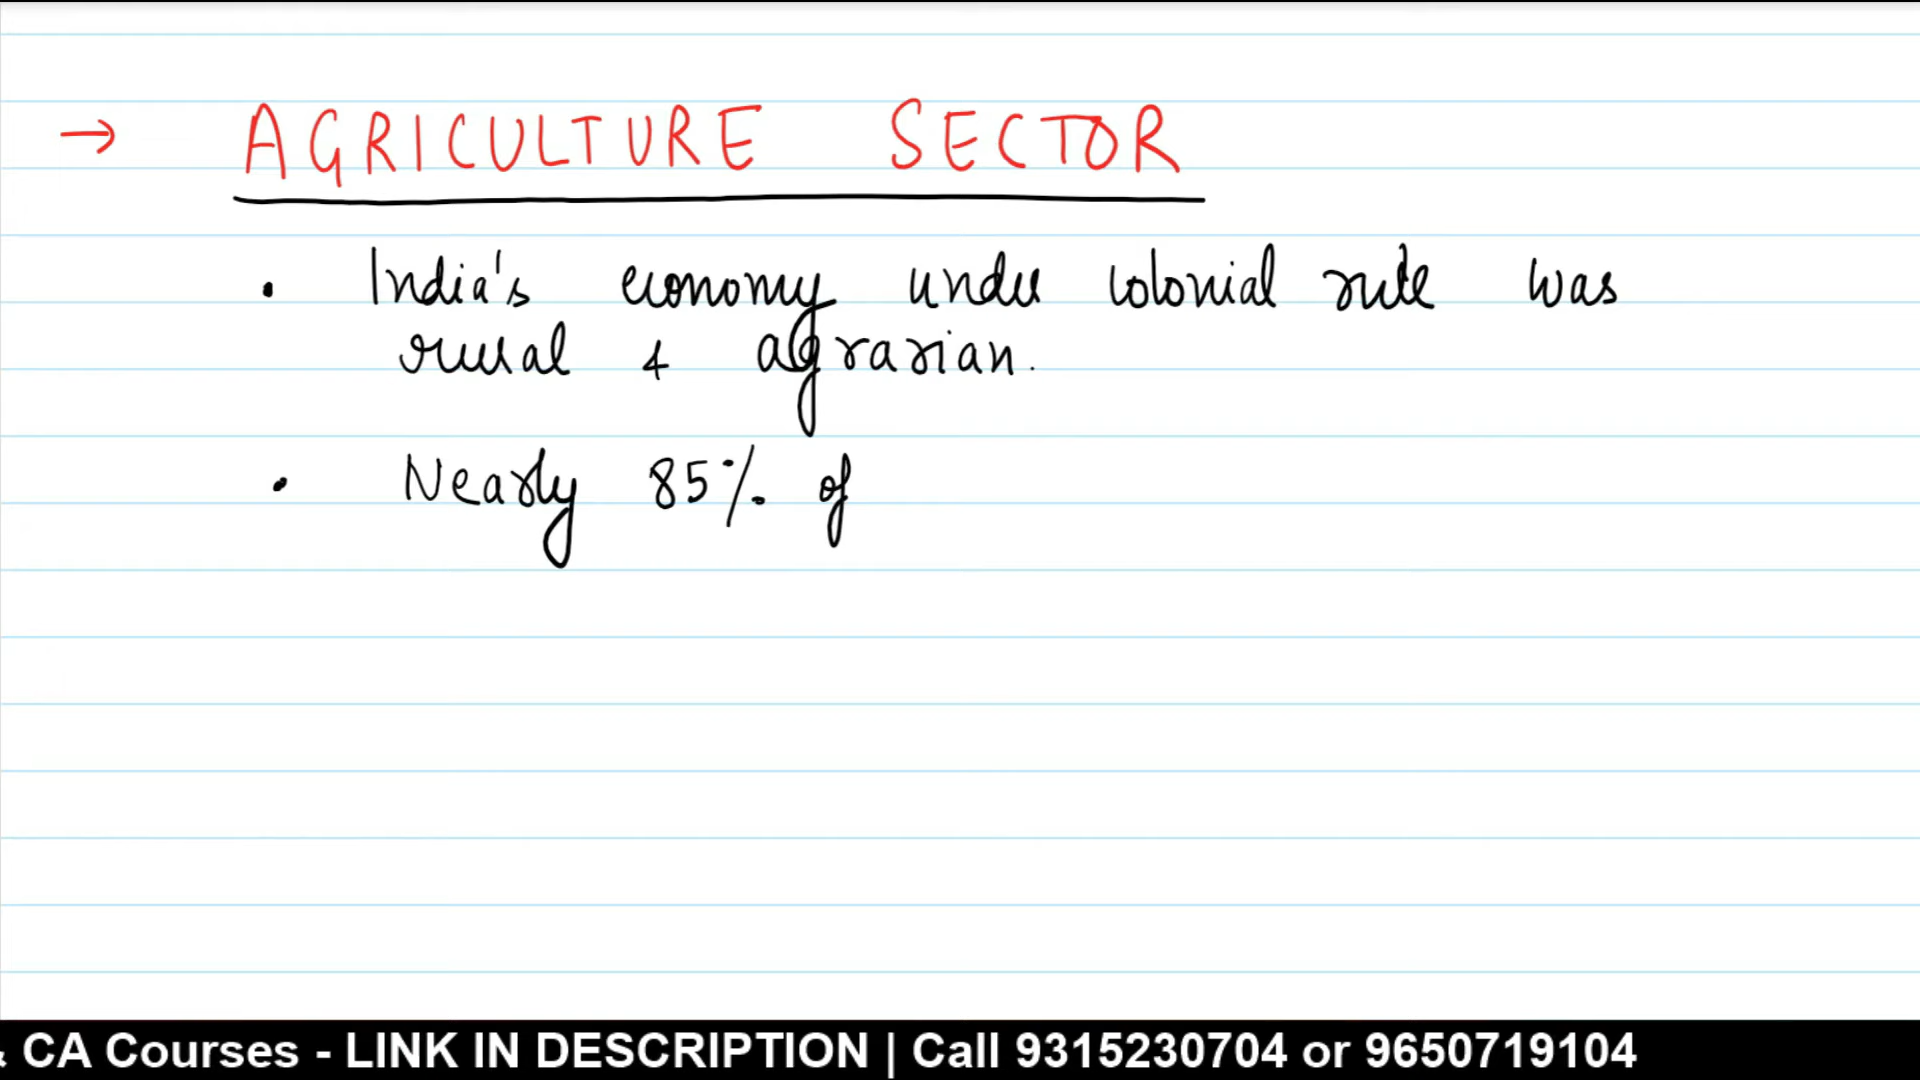 → AGRICULTURE SECTOR
• India's economy under colonial rule was
rural & agrarian.
• Nearly 85% of
& CA Courses - LINK IN DESCRIPTION | Call 9315230704 or 9650719104